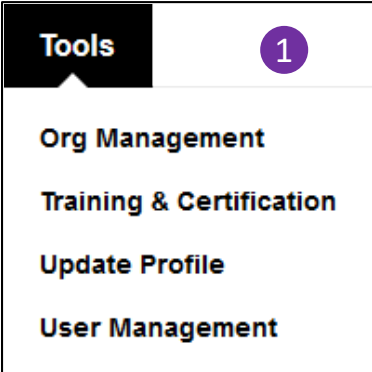 Tools
1
Org Management
Training & Certification
Update Profile
User Management